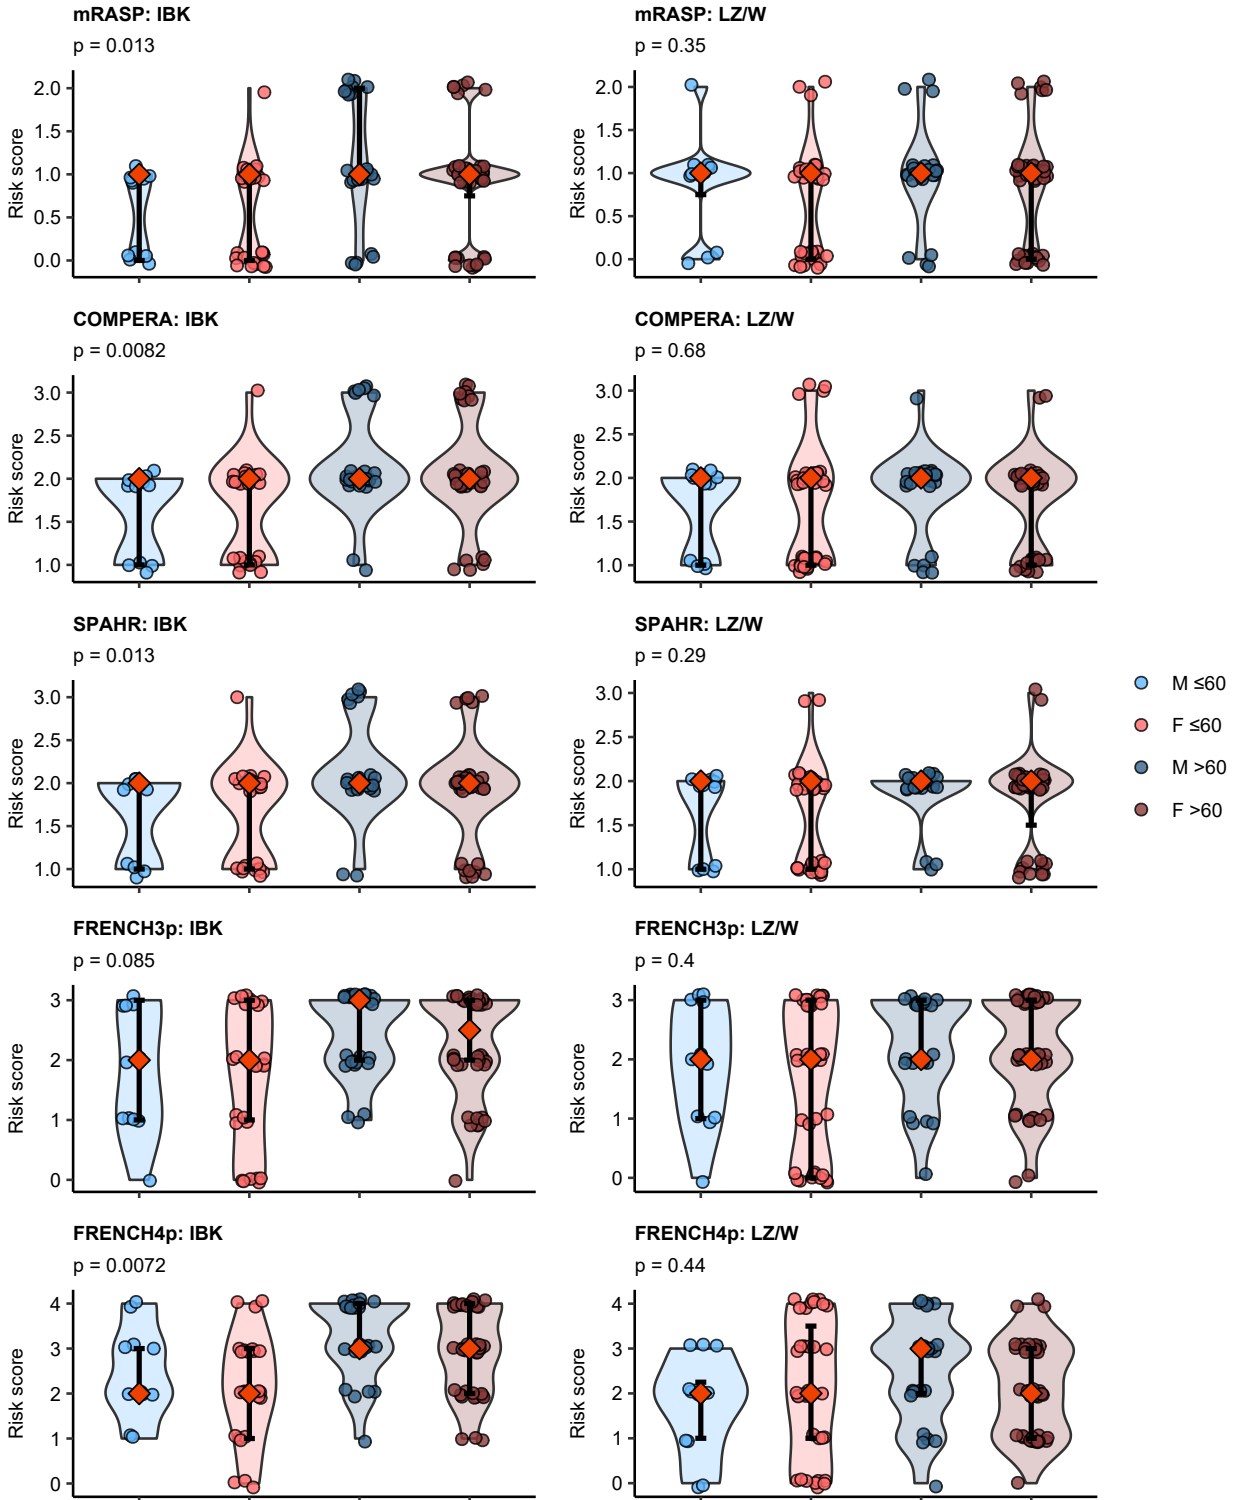 mRASP: IBK
p = 0.013
Risk score
2.0
1.5
1.0
0.5
0.0
mRASP: LZ/W
p = 0.35
Risk score
2.0
1.5
1.0
0.5
0.0
COMPERA: IBK
p = 0.0082
Risk score
3.0
2.5
2.0
1.5
1.0
COMPERA: LZ/W
p = 0.68
Risk score
3.0
2.5
2.0
1.5
1.0
SPAHR: IBK
p = 0.013
Risk score
3.0
2.5
2.0
1.5
1.0
SPAHR: LZ/W
p = 0.29
Risk score
3.0
2.5
2.0
1.5
1.0
M ≤60
F ≤60
M >60
F >60
FRENCH3p: IBK
p = 0.085
Risk score
3
2
1
0
FRENCH3p: LZ/W
p = 0.4
Risk score
3
2
1
0
FRENCH4p: IBK
p = 0.0072
Risk score
4
3
2
1
0
FRENCH4p: LZ/W
p = 0.44
Risk score
4
3
2
1
0